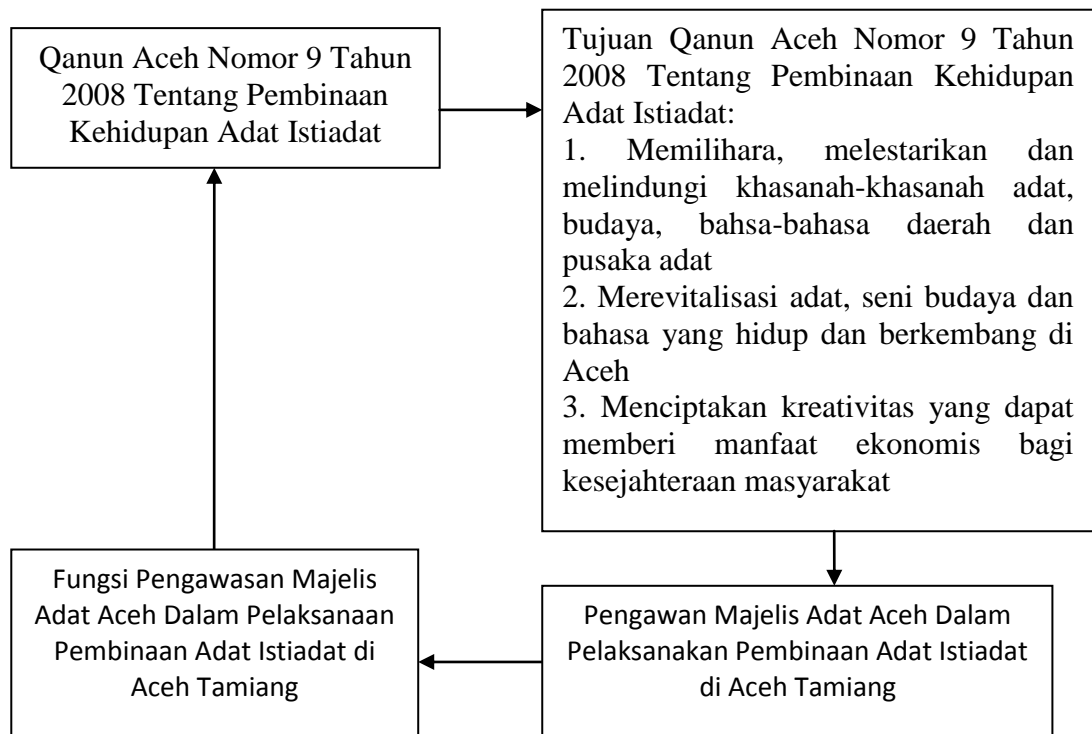 Qanun Aceh Nomor 9 Tahun
2008 Tentang Pembinaan
Kehidupan Adat Istiadat
Tujuan Qanun Aceh Nomor 9 Tahun
2008 Tentang Pembinaan Kehidupan
Adat Istiadat:
1. Memilihara, melestarikan dan
melindungi khasanah-khasanah adat,
budaya, bahsa-bahasa daerah dan
pusaka adat
2. Merevitalisasi adat, seni budaya dan
bahasa yang hidup dan berkembang di
Aceh
3. Menciptakan kreativitas yang dapat
memberi manfaat ekonomis bagi
kesejahteraan masyarakat
Pengawan Majelis Adat Aceh Dalam
Pelaksanakan Pembinaan Adat Istiadat
di Aceh Tamiang
Fungsi Pengawasan Majelis
Adat Aceh Dalam Pelaksanaan
Pembinaan Adat Istiadat di
Aceh Tamiang